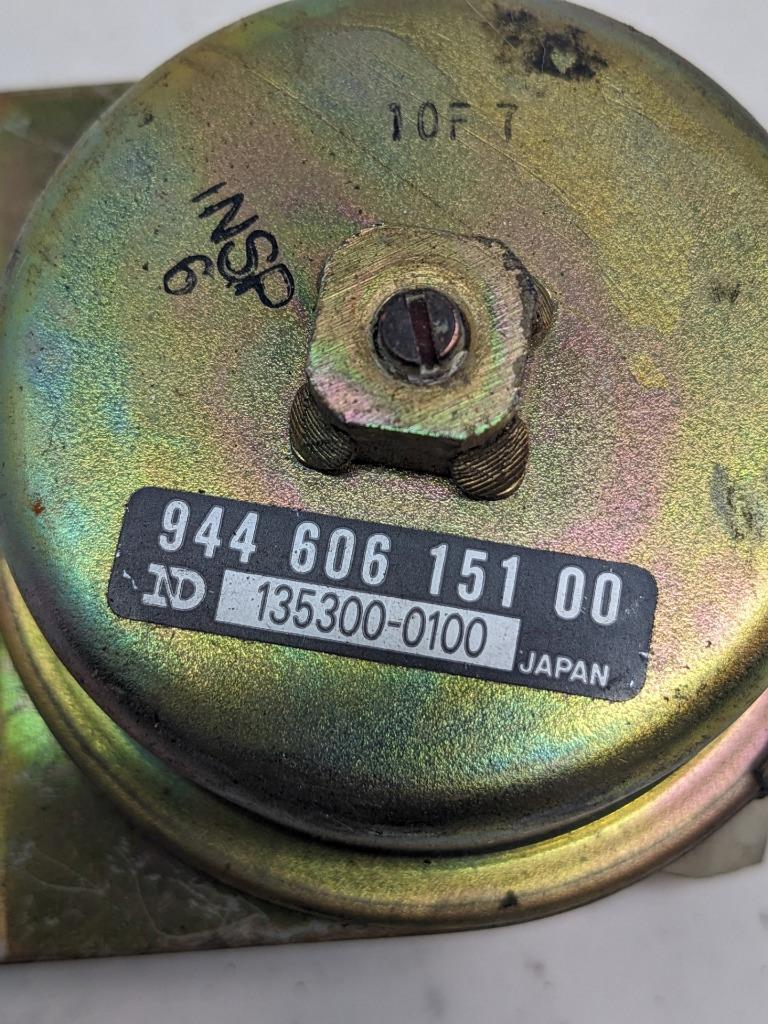 10F 7
INSP
6
944 606 151 00
ND 135300-0100 JAPAN